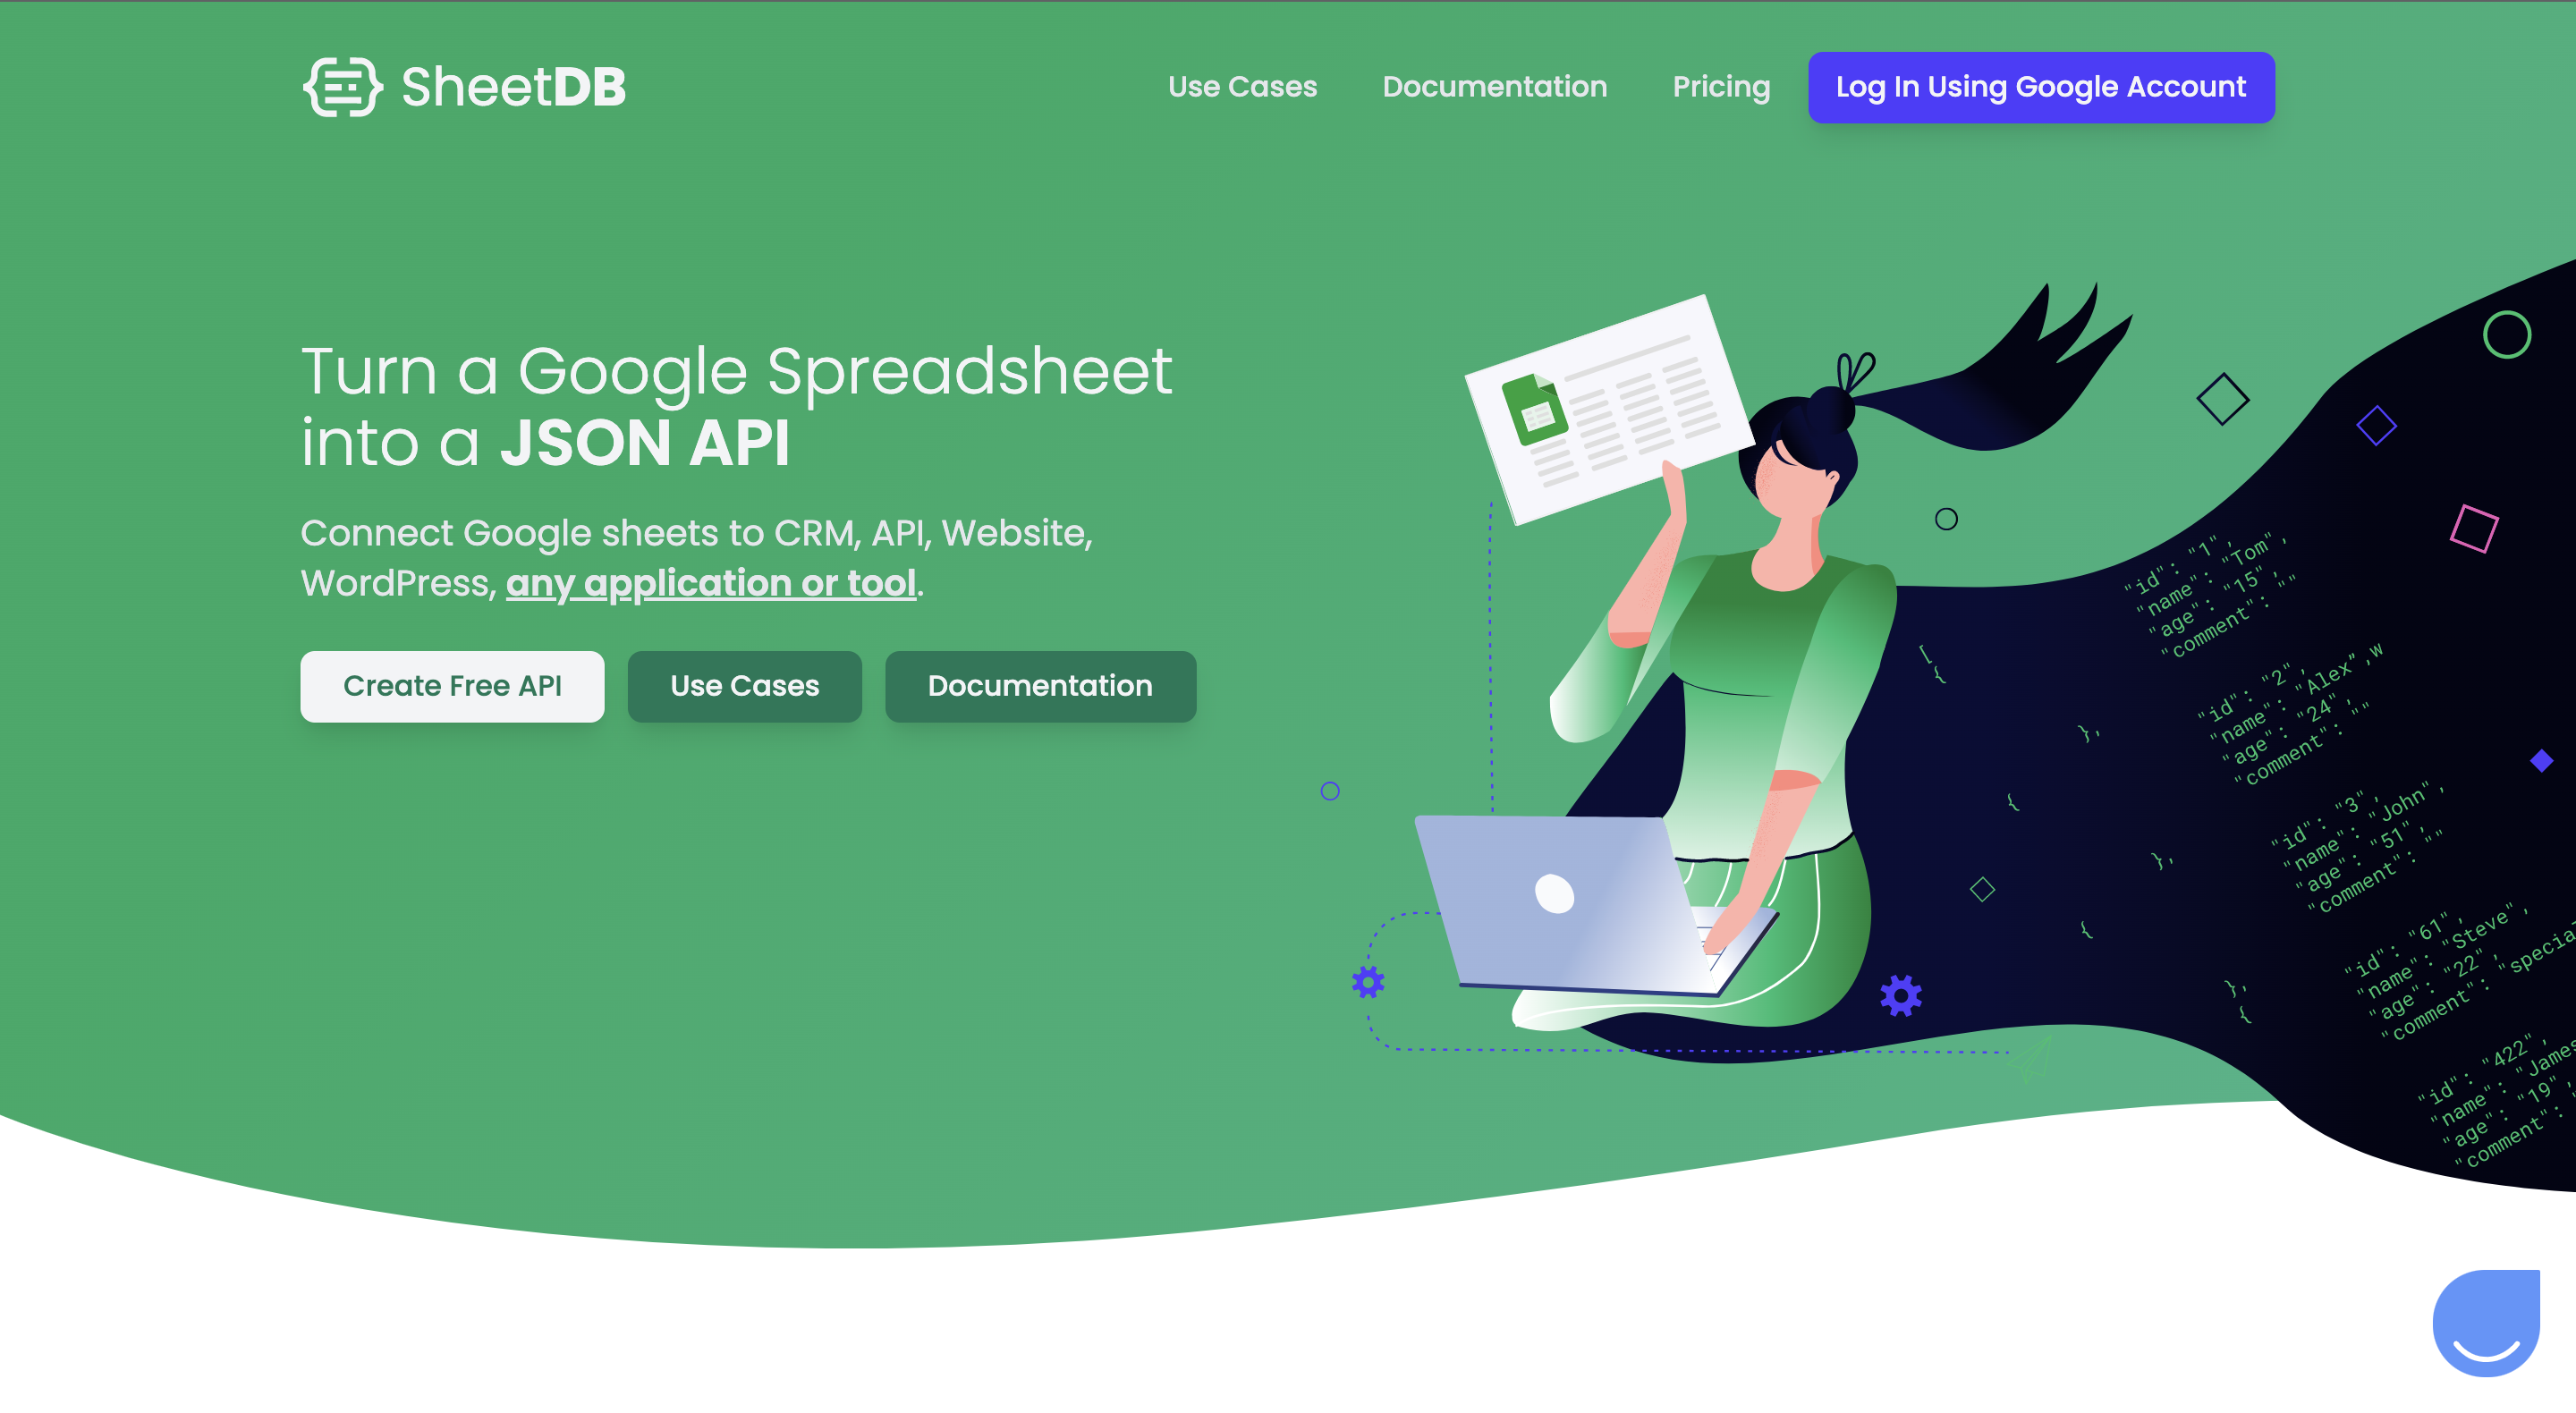 SheetDB
Use Cases
Documentation
Pricing
Log In Using Google Account
Turn a Google Spreadsheet
into a JSON API
Connect Google sheets to CRM, API, Website,
WordPress, any application or tool.
Create Free API
Use Cases
Documentation
[
{
"id": "1",
"name": "Tom",
"age": "15",
"comment": ""
},
{
"id": "2",
"name": "Alex",w
"age": "24",
"comment": ""
},
{
"id": "3",
"name": "John",
"age": "51",
"comment": ""
},
{
"id": "61",
"name": "Steve",
"age": "22",
"comment": "specia
"id": "422",
"name": "James
"age": "19",
"comment": "